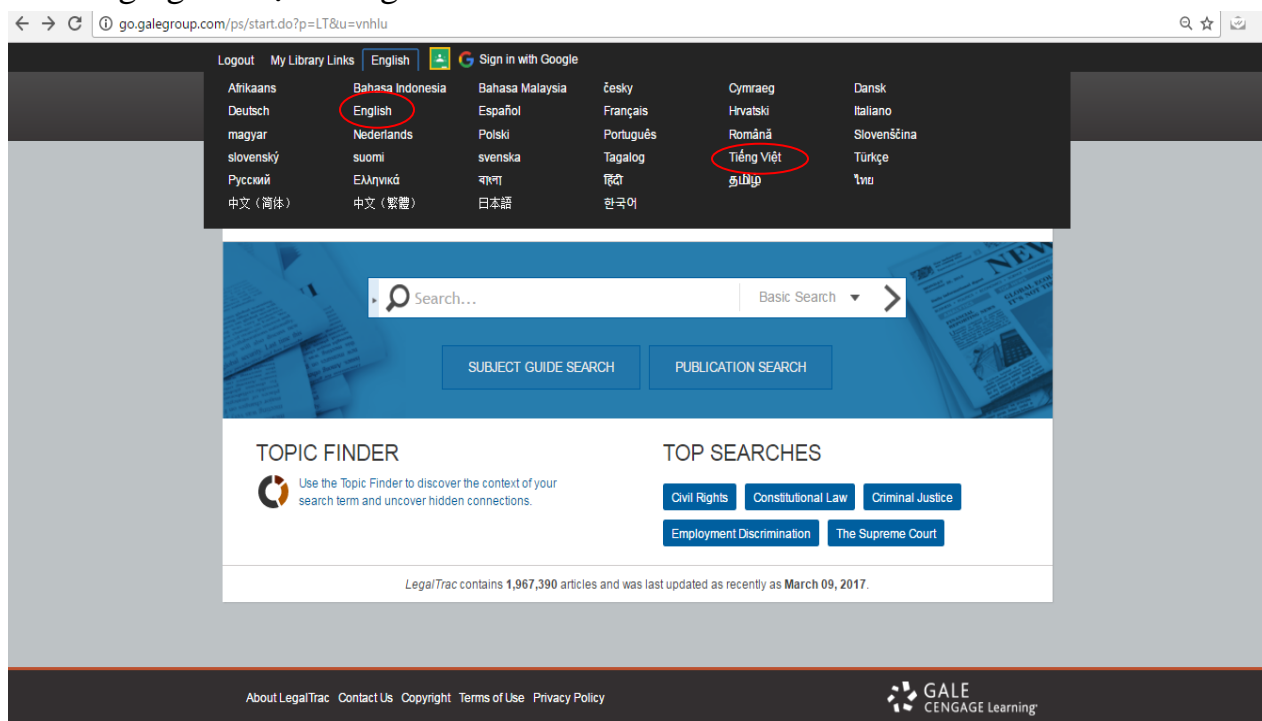 go.galegroup.com/ps/start.do?p=LT&u=vnhlu
Logout My Library Links English Sign in with Google
Afrikaans Bahasa Indonesia Bahasa Malaysia česky Cymraeg Dansk
Deutsch English Español Français Hrvatski Italiano
magyar Nederlands Polski Português Română Slovenščina
slovenský suomi svenska Tagalog Tiếng Việt Türkçe
Русский Ελληνικά বাংলা हिंदी தமிழ் ไทย
中文（简体） 中文（繁體） 日本語 한국어
NEW
Search... Basic Search
SUBJECT GUIDE SEARCH PUBLICATION SEARCH
TOPIC FINDER
Use the Topic Finder to discover the context of your
search term and uncover hidden connections.
TOP SEARCHES
Civil Rights Constitutional Law Criminal Justice
Employment Discrimination The Supreme Court
LegalTrac contains 1,967,390 articles and was last updated as recently as March 09, 2017.
About LegalTrac Contact Us Copyright Terms of Use Privacy Policy
GALE
CENGAGE Learning·